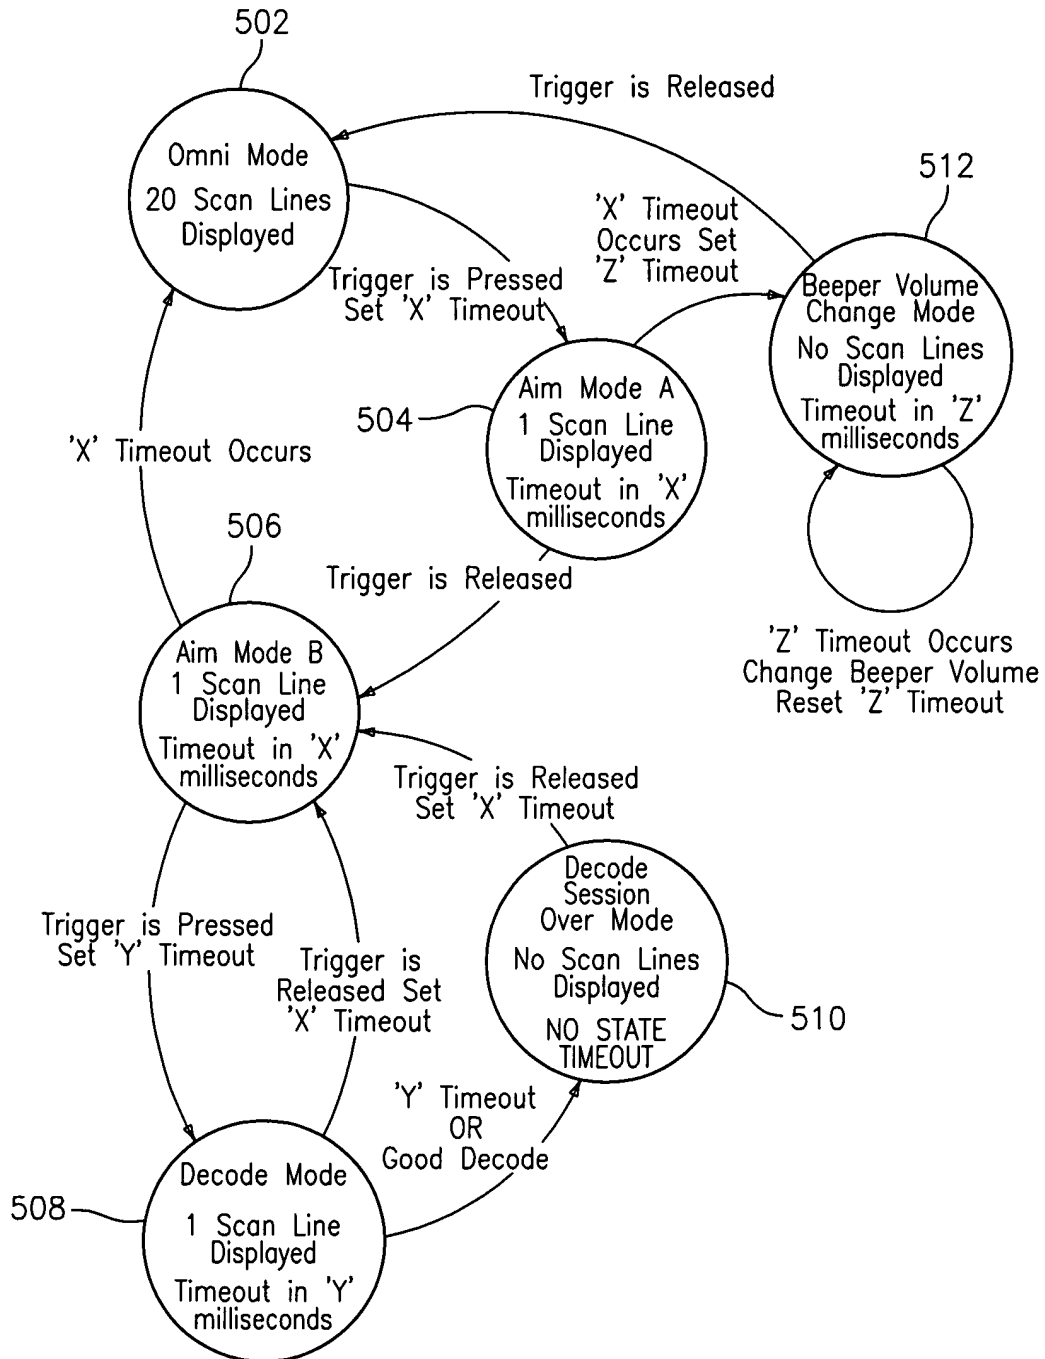 502
Trigger is Released
Omni Mode
20 Scan Lines
Displayed
512
'X' Timeout
Occurs Set
'Z' Timeout
Trigger is Pressed
Set 'X' Timeout
Beeper Volume
Change Mode
No Scan Lines
Displayed
Timeout in 'Z'
milliseconds
504
Aim Mode A
1 Scan Line
Displayed
Timeout in 'X'
milliseconds
'X' Timeout Occurs
506
Trigger is Released
'Z' Timeout Occurs
Change Beeper Volume
Reset 'Z' Timeout
Aim Mode B
1 Scan Line
Displayed
Timeout in 'X'
milliseconds
Trigger is Released
Set 'X' Timeout
Decode
Session
Over Mode
No Scan Lines
Displayed
NO STATE
TIMEOUT
510
Trigger is Pressed
Set 'Y' Timeout
Trigger is
Released Set
'X' Timeout
'Y' Timeout
OR
Good Decode
508
Decode Mode
1 Scan Line
Displayed
Timeout in 'Y'
milliseconds